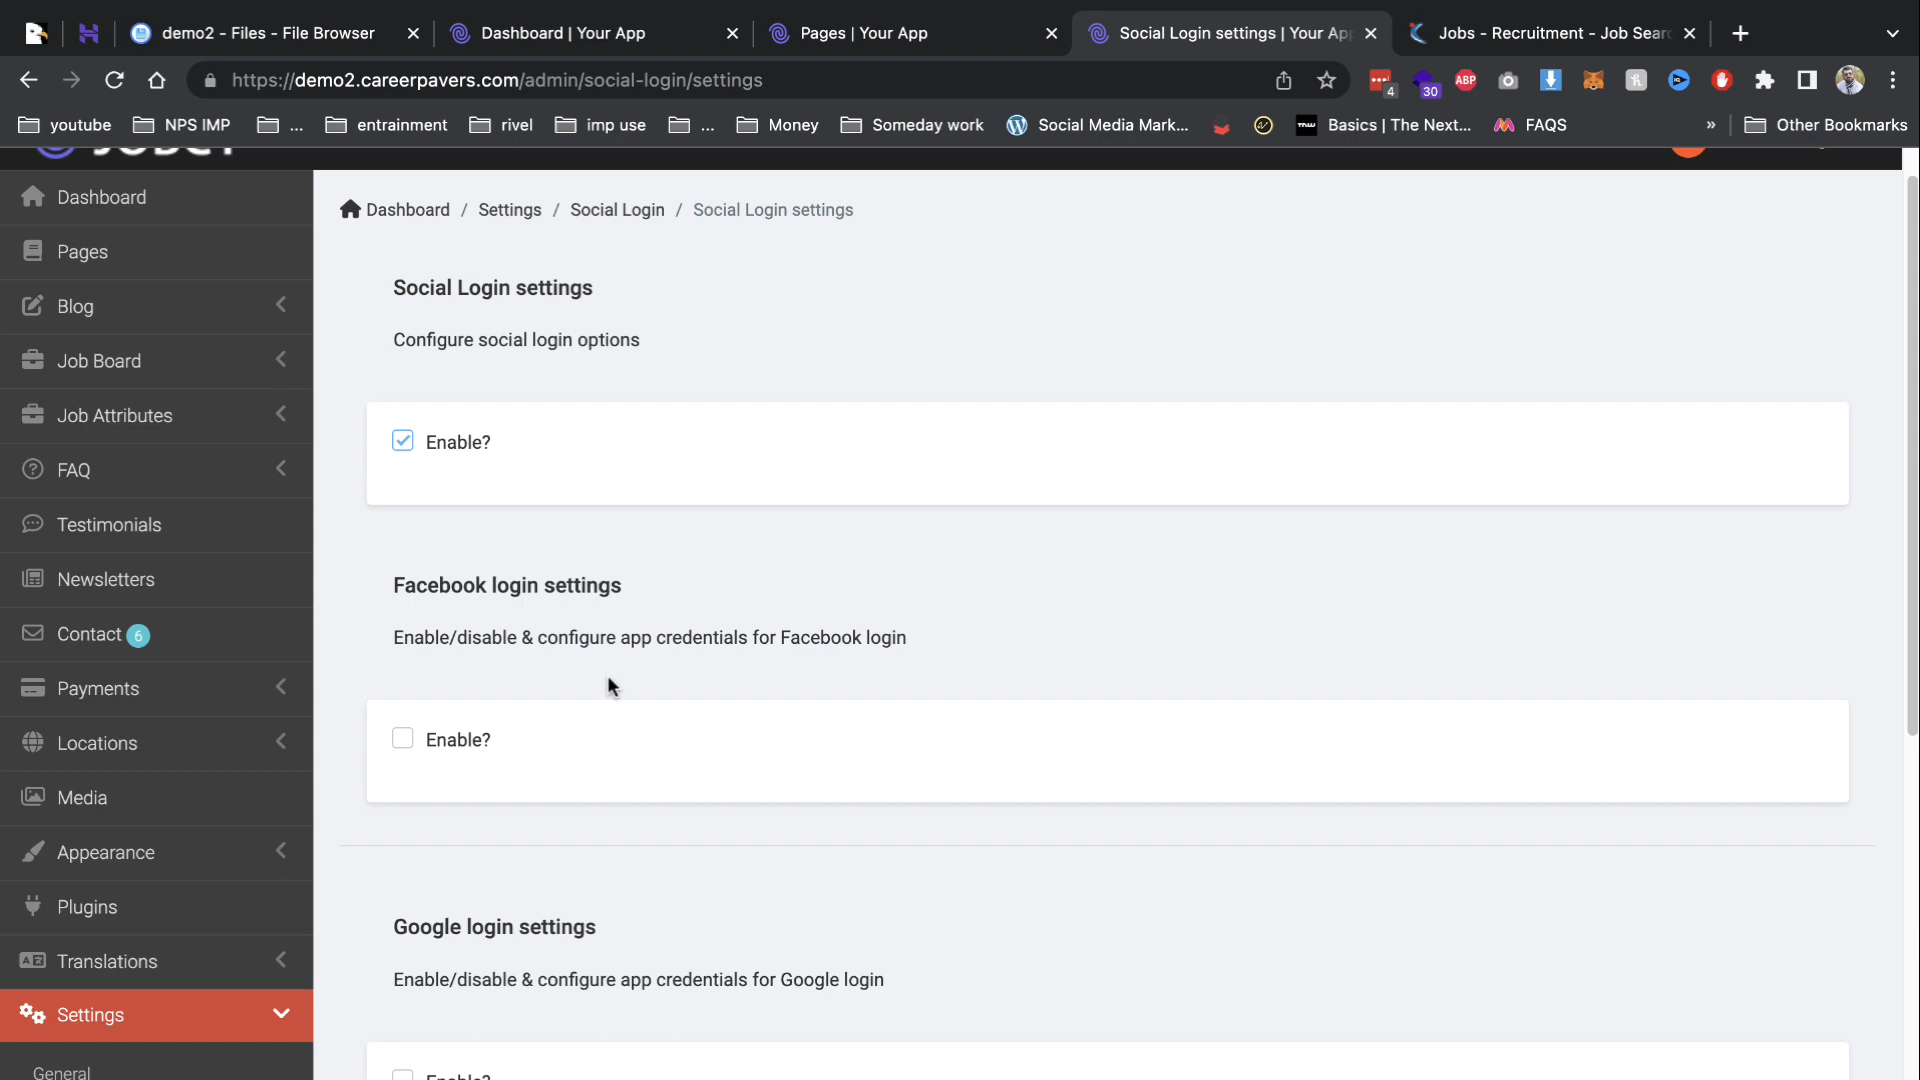 demo2 - Files - File Browser
Dashboard | Your App
Pages | Your App
Social Login settings | Your App
Jobs - Recruitment - Job Sear
https://demo2.careerpavers.com/admin/social-login/settings
4
30
ABP
youtube
NPS IMP
...
entrainment
rivel
imp use
...
Money
Someday work
Social Media Mark...
Basics | The Next...
FAQS
»
Other Bookmarks
Dashboard
Pages
Blog
Job Board
Job Attributes
FAQ
Testimonials
Newsletters
Contact 6
Payments
Locations
Media
Appearance
Plugins
Translations
Settings
General
Dashboard / Settings / Social Login / Social Login settings
Social Login settings
Configure social login options
Enable?
Facebook login settings
Enable/disable & configure app credentials for Facebook login
Enable?
Google login settings
Enable/disable & configure app credentials for Google login
Enable?